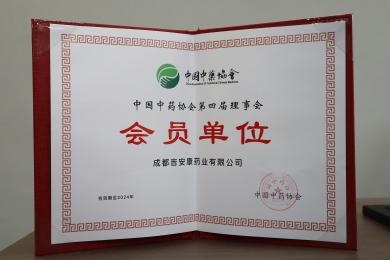 中国中药协会
中国中药协会第四届理事会
会员单位
成都吉安康药业有限公司
有效期至2024年
中国中药协会